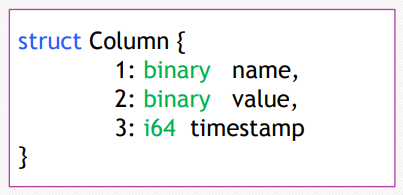 struct Column {
1: binary name,
2: binary value,
3: i64 timestamp
}